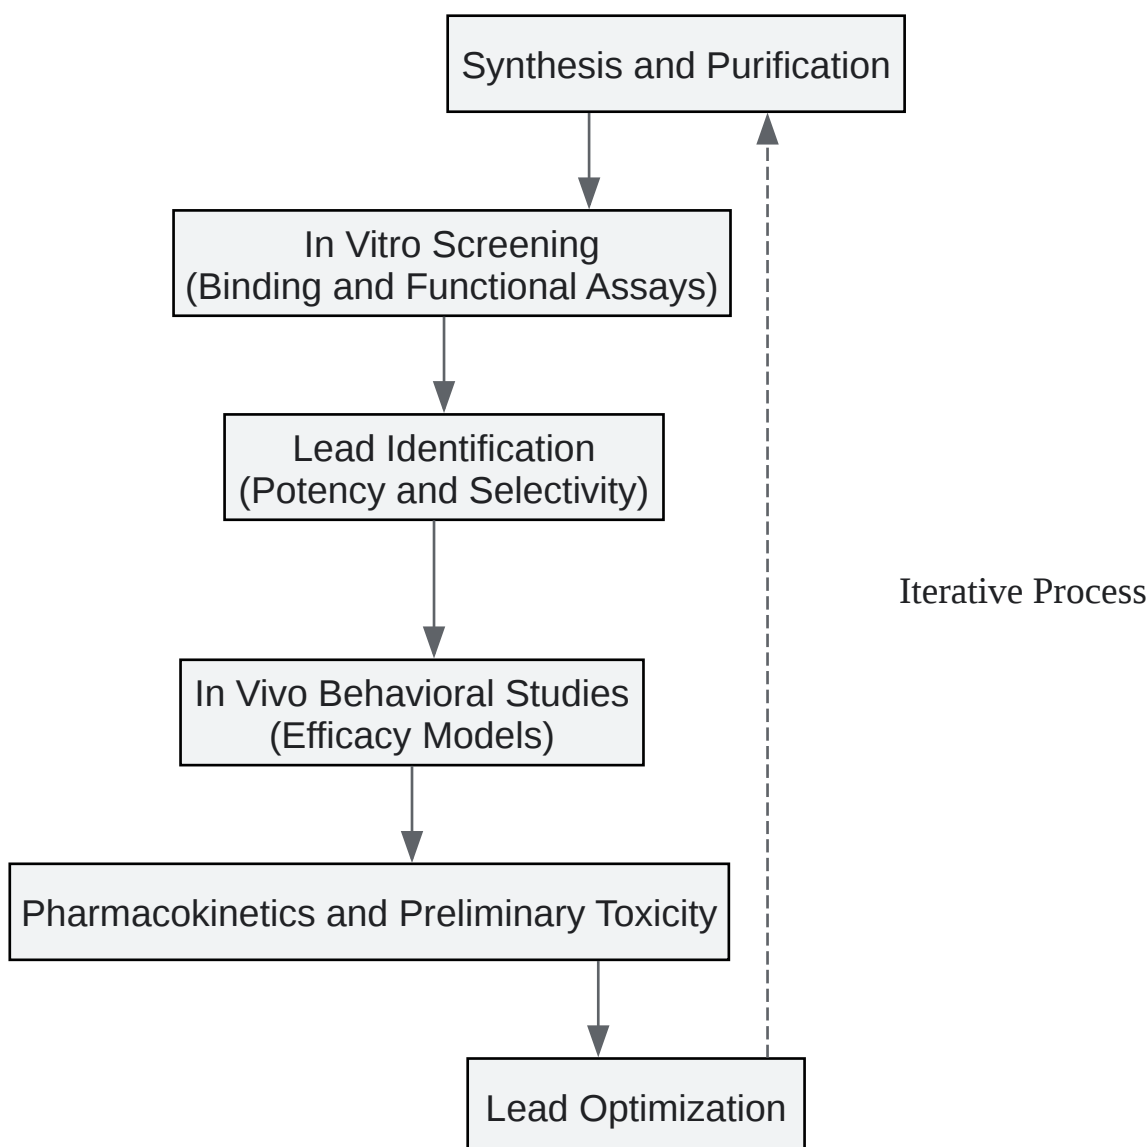 Synthesis and Purification
In Vitro Screening
(Binding and Functional Assays)
Lead Identification
(Potency and Selectivity)
Iterative Process
In Vivo Behavioral Studies
(Efficacy Models)
Pharmacokinetics and Preliminary Toxicity
Lead Optimization